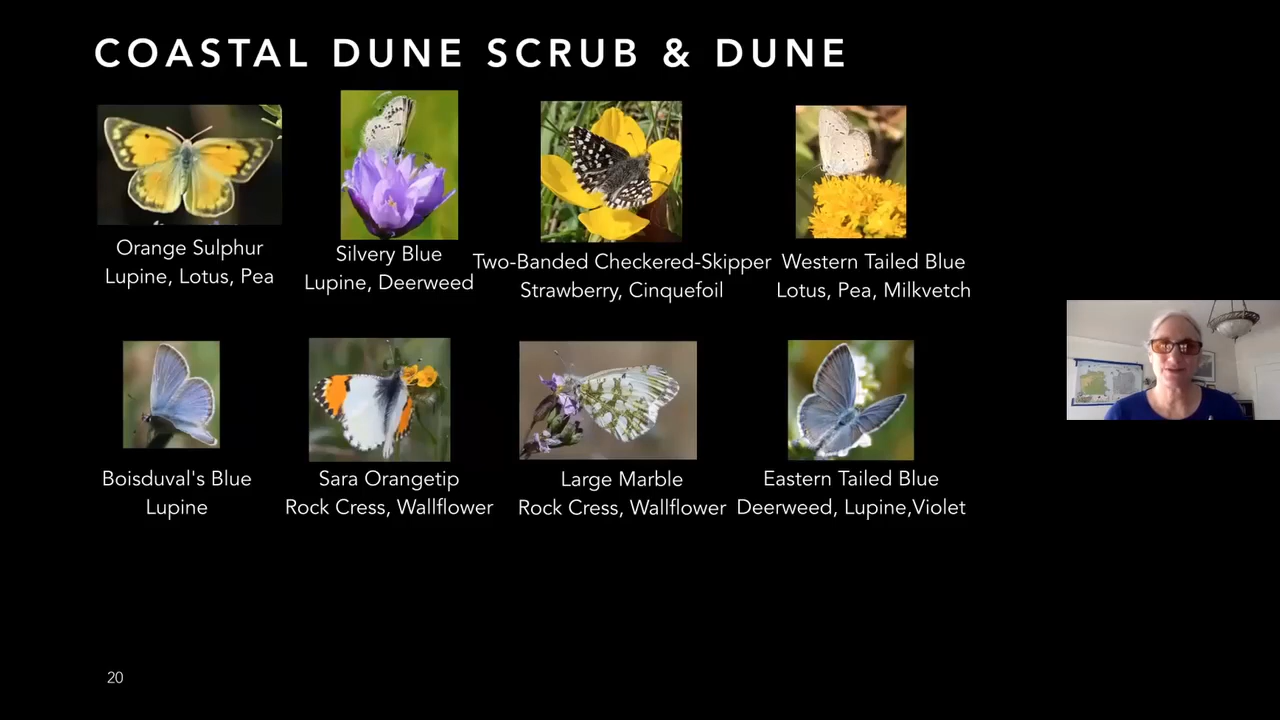 COASTAL DUNE SCRUB & DUNE
Orange Sulphur
Lupine, Lotus, Pea
Silvery Blue
Lupine, Deerweed
Two-Banded Checkered-Skipper
Strawberry, Cinquefoil
Western Tailed Blue
Lotus, Pea, Milkvetch
Boisduval's Blue
Lupine
Sara Orangetip
Rock Cress, Wallflower
Large Marble
Rock Cress, Wallflower
Eastern Tailed Blue
Deerweed, Lupine,Violet
20